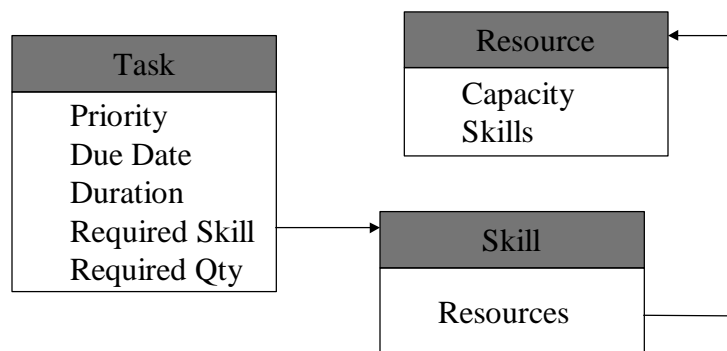 Task
Priority
Due Date
Duration
Required Skill
Required Qty
Resource
Capacity
Skills
Skill
Resources